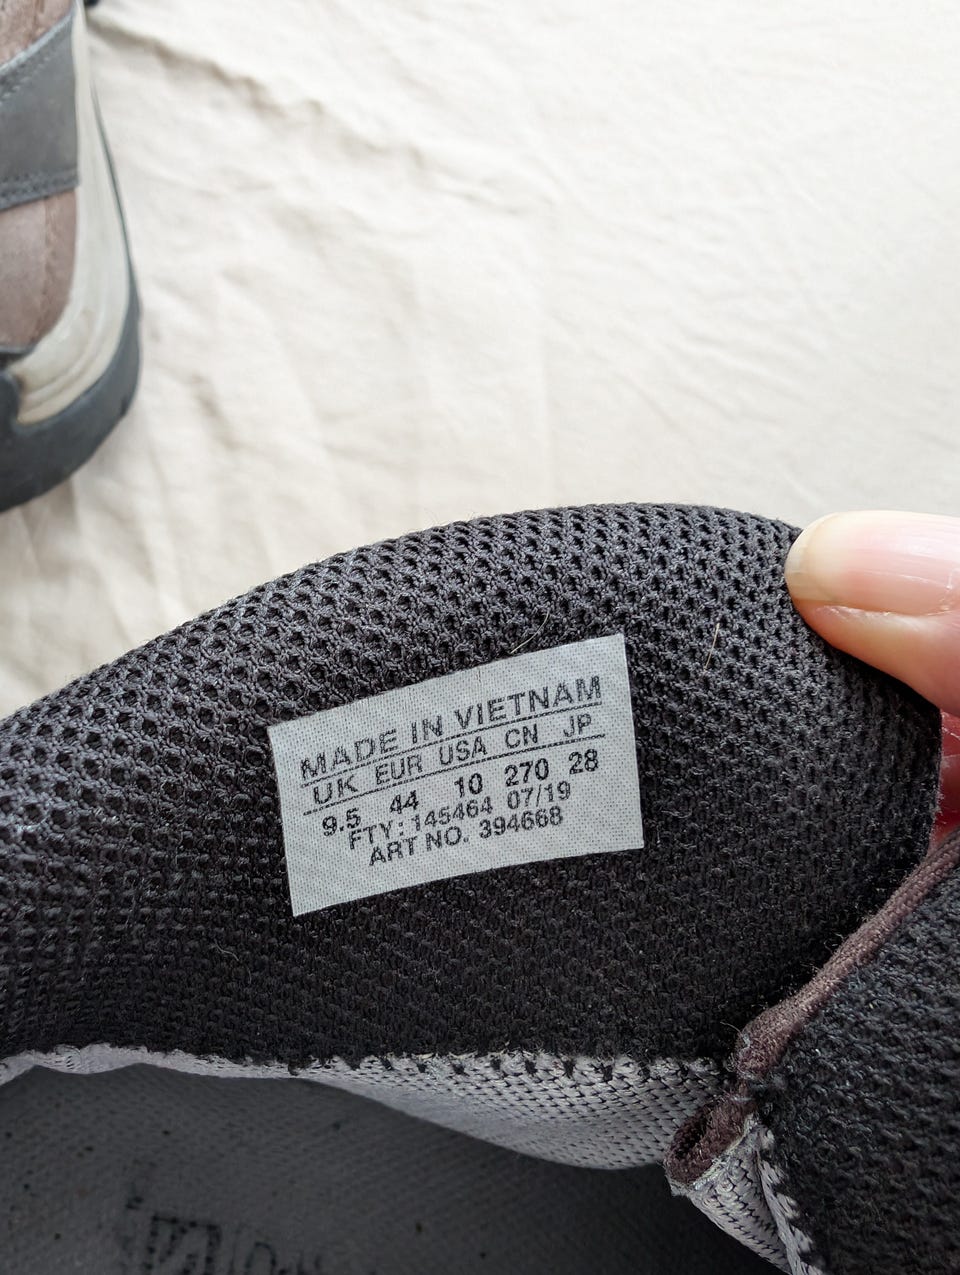 MADE IN VIETNAM
UK EUR USA CN JP
9.5 44 10 270 28
FTY: 145464 07/19
ART NO. 394668